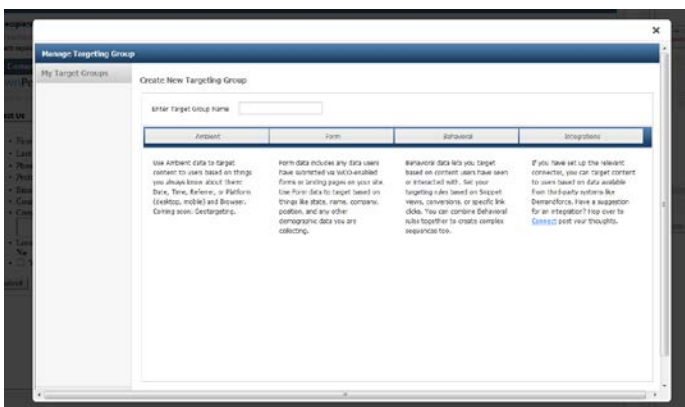 Manage Targeting Group
My Target Groups
Create New Targeting Group
Enter Target Group Name
Ambient
Form
Behavioral
Integrations
Use Ambient data to target
content to users based on things
you always know about them:
Date, Time, Referrer, or Platform
(desktop, mobile) and Browser.
Coming soon: Geotargeting.
Form data includes any data users
have submitted via
forms or landing pages on your site.
Use Form data to target based on
things like state, name, company,
position, and any other
demographic data you are
collecting.
Behavioral data lets you target
based on content users have seen
or interacted with. Set your
targeting rules based on Snippet
views, conversions, or specific link
clicks. You can combine Behavioral
rules together to create complex
sequences too.
If you have set up the relevant
connector, you can target content
to users based on data available
from third-party systems like
Demandforce. Have a suggestion
for an integration? Hop over to
Connect post your thoughts.